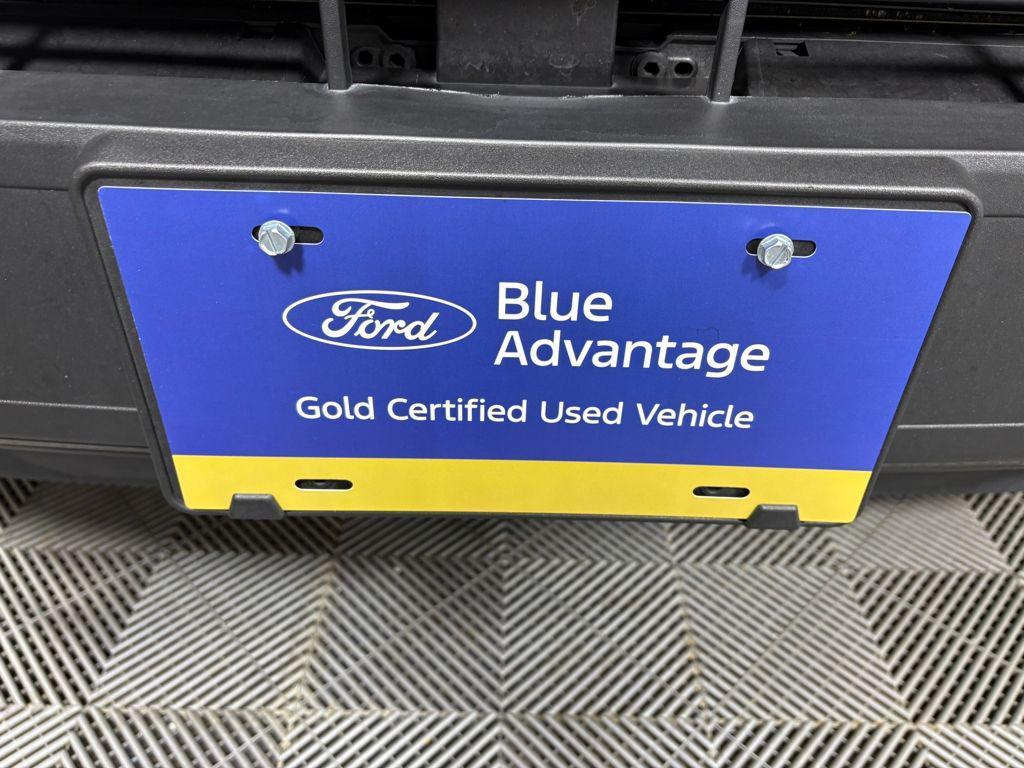 Ford
Blue
Advantage
Gold Certified Used Vehicle